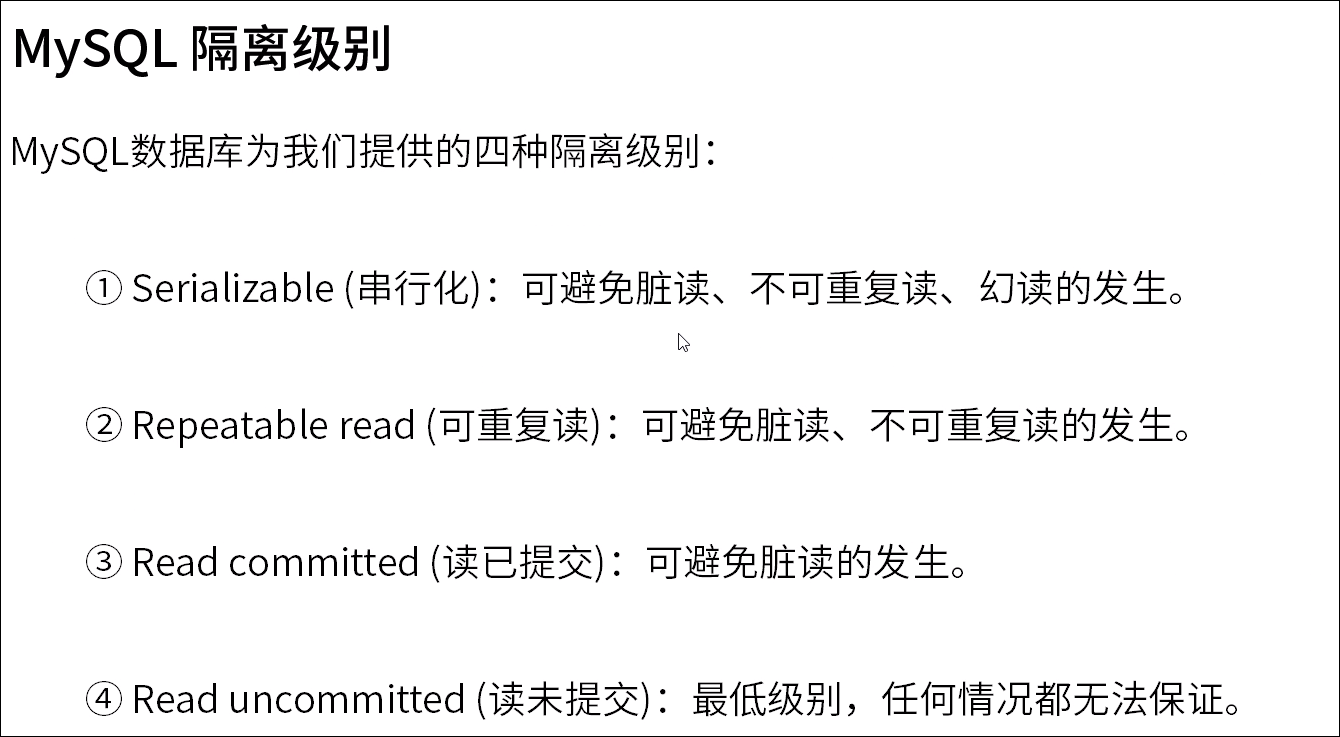 MySQL 隔离级别
MySQL数据库为我们提供的四种隔离级别：
① Serializable (串行化)：可避免脏读、不可重复读、幻读的发生。
② Repeatable read (可重复读)：可避免脏读、不可重复读的发生。
③ Read committed (读已提交)：可避免脏读的发生。
④ Read uncommitted (读未提交)：最低级别，任何情况都无法保证。